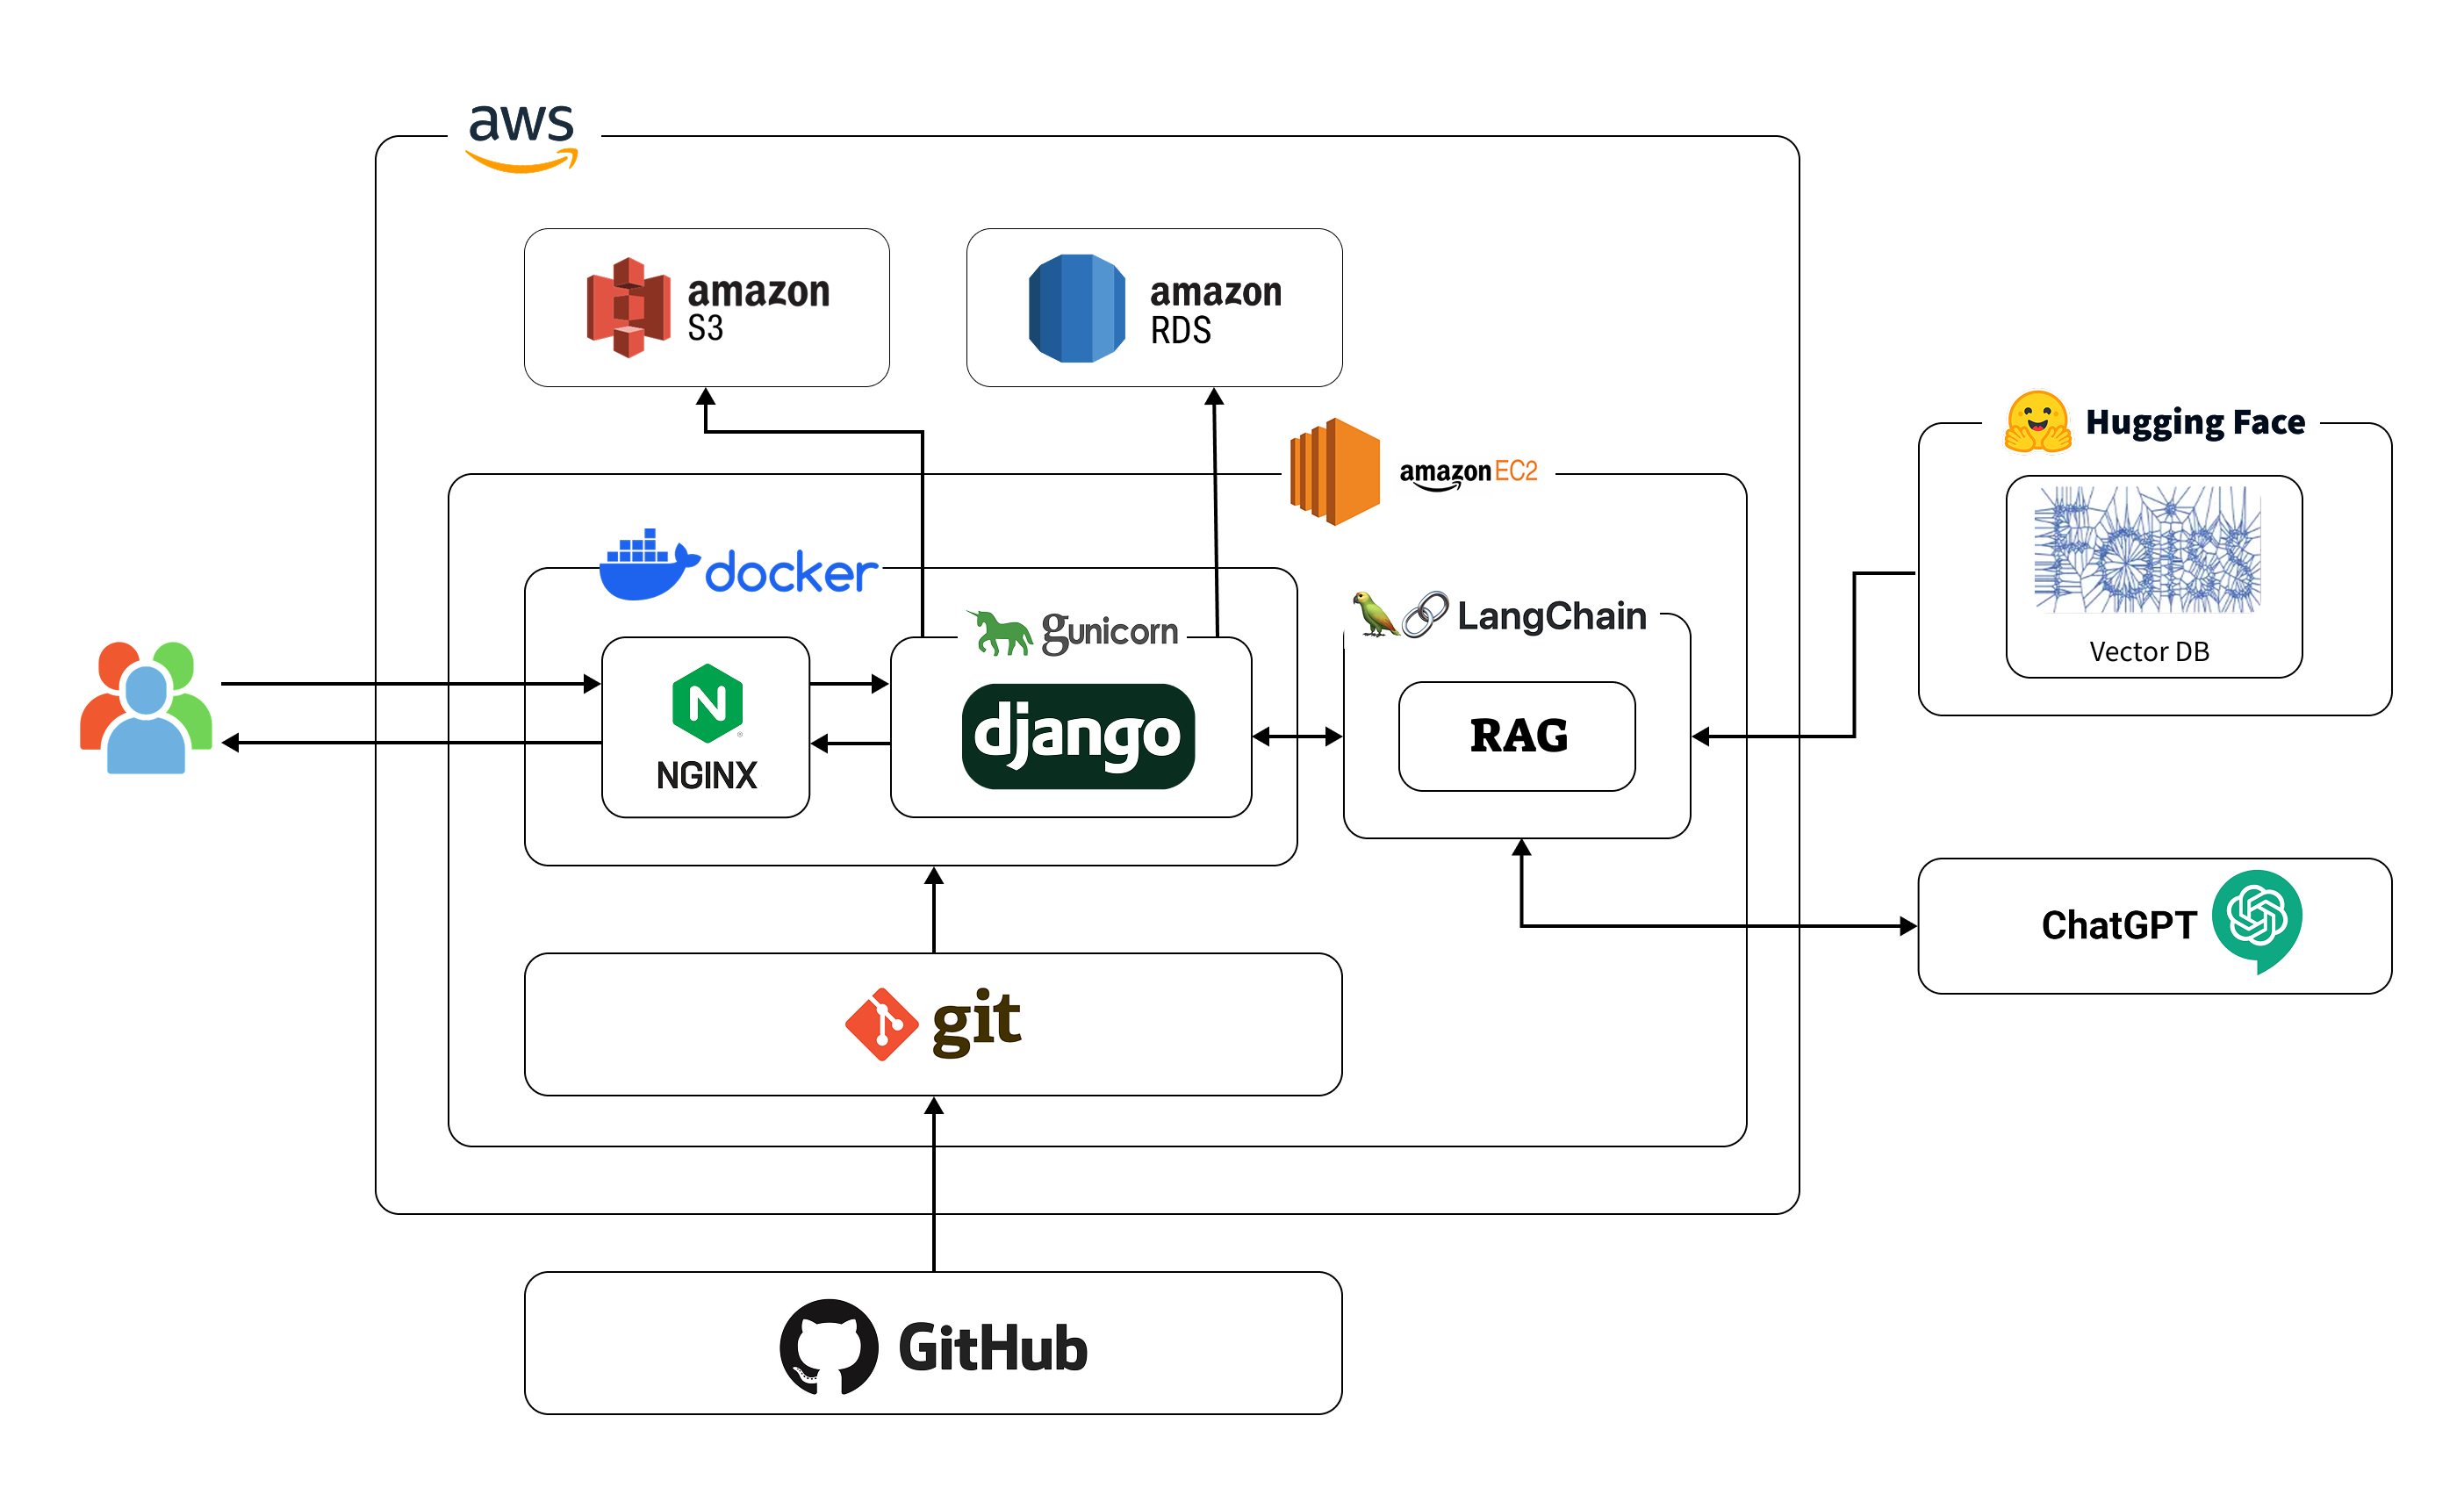 aws
amazon
S3
amazon
RDS
amazon EC2
Hugging Face
Faiss
Vector DB
docker
gunicorn
LangChain
NGINX
django
RAG
ChatGPT
git
GitHub